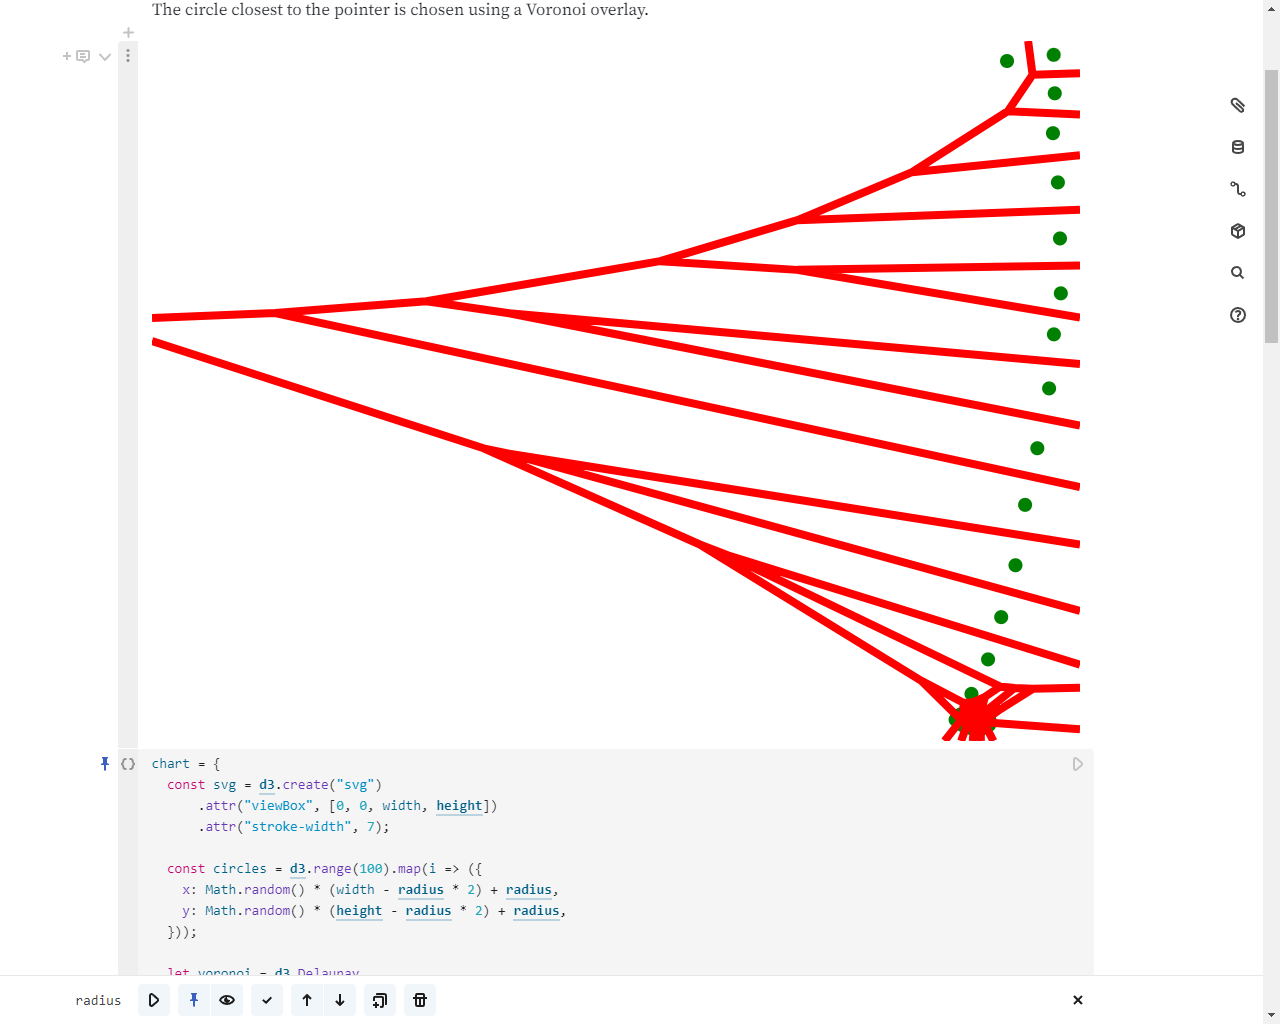 The circle closest to the pointer is chosen using a Voronoi overlay.
chart = {
const svg = d3.create("svg")
.attr("viewBox", [0, 0, width, height])
.attr("stroke-width", 7);
const circles = d3.range(100).map(i => ({
x: Math.random() * (width - radius * 2) + radius,
y: Math.random() * (height - radius * 2) + radius,
}));
let voronoi = d3.Delaunay
radius